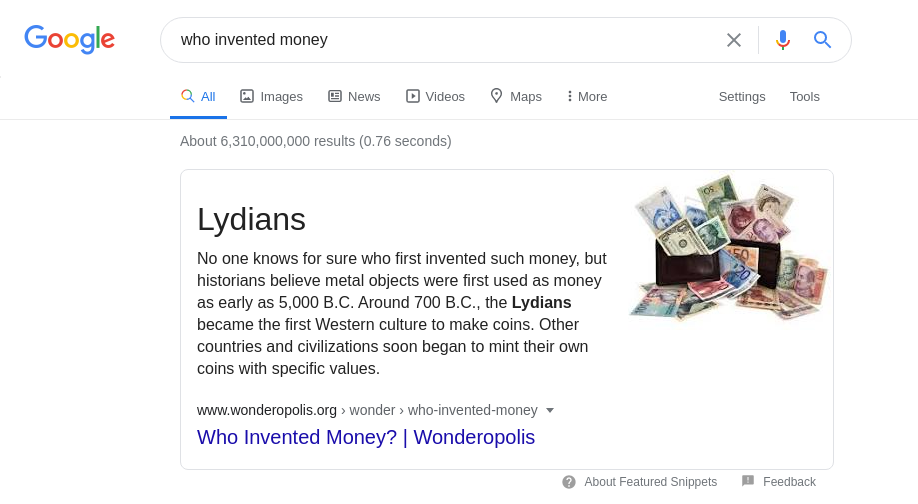 Google
who invented money
All Images News Videos Maps More Settings Tools
About 6,310,000,000 results (0.76 seconds)
Lydians
No one knows for sure who first invented such money, but
historians believe metal objects were first used as money
as early as 5,000 B.C. Around 700 B.C., the Lydians
became the first Western culture to make coins. Other
countries and civilizations soon began to mint their own
coins with specific values.
www.wonderopolis.org › wonder › who-invented-money
Who Invented Money? | Wonderopolis
About Featured Snippets Feedback